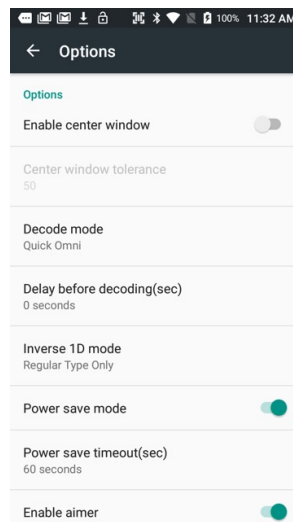 100% 11:32 AM
Options
Options
Enable center window
Center window tolerance
50
Decode mode
Quick Omni
Delay before decoding(sec)
0 seconds
Inverse 1D mode
Regular Type Only
Power save mode
Power save timeout(sec)
60 seconds
Enable aimer